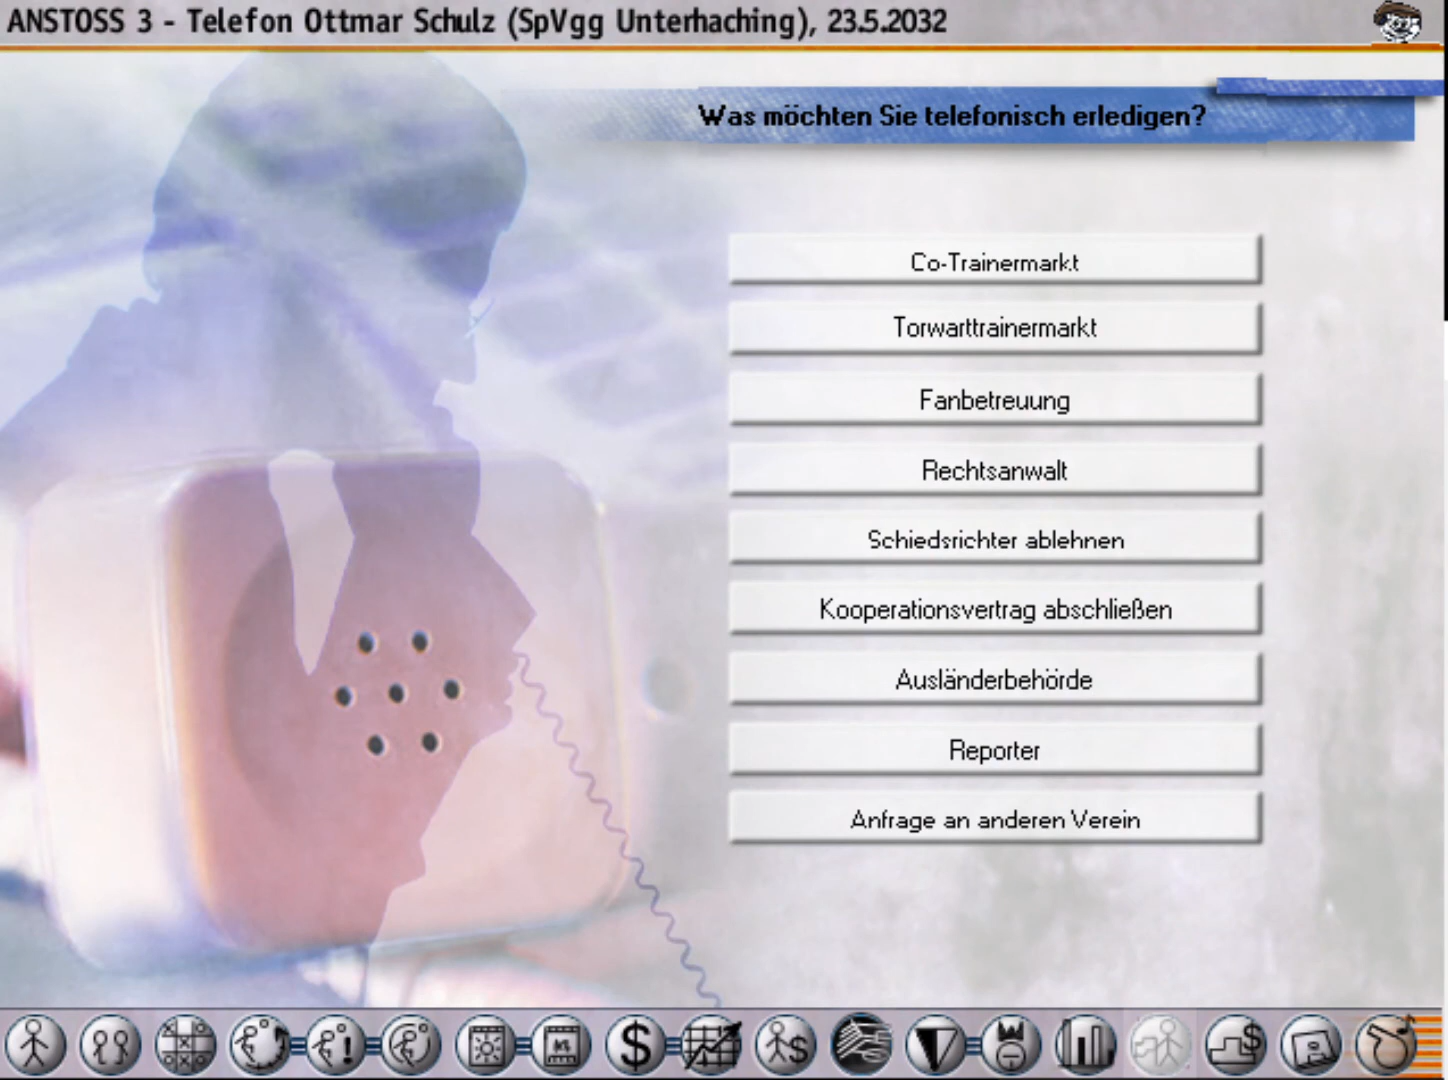 ANSTOSS 3 - Telefon Ottmar Schulz (SpVgg Unterhaching), 23.5.2032
Was möchten Sie telefonisch erledigen?
Co-Trainermarkt
Torwarttrainermarkt
Fanbetreuung
Rechtsanwalt
Schiedsrichter ablehnen
Kooperationsvertrag abschließen
Ausländerbehörde
Reporter
Anfrage an anderen Verein